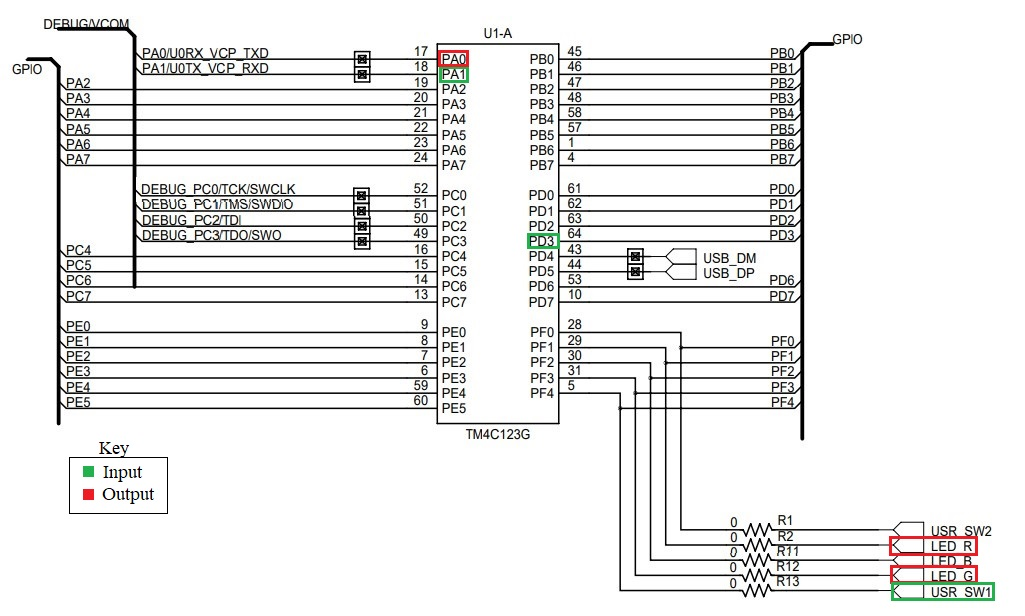 DEBUG/VCOM
GPIO
U1-A
GPIO
PA0/U0RX_VCP_TXD 17 PA0 PB0 45 PB0
PA1/U0TX_VCP_RXD 18 PA1 PB1 46 PB1
PA2 19 PA2 PB2 47 PB2
PA3 20 PA3 PB3 48 PB3
PA4 21 PA4 PB4 58 PB4
PA5 22 PA5 PB5 57 PB5
PA6 23 PA6 PB6 1 PB6
PA7 24 PA7 PB7 4 PB7
DEBUG_PC0/TCK/SWCLK 52 PC0 PD0 61 PD0
DEBUG_PC1/TMS/SWDIO 51 PC1 PD1 62 PD1
DEBUG_PC2/TDI 50 PC2 PD2 63 PD2
DEBUG_PC3/TDO/SWO 49 PC3 PD3 64 PD3
PC4 16 PC4 PD4 43 USB_DM
PC5 15 PC5 PD5 44 USB_DP
PC6 14 PC6 PD6 53 PD6
PC7 13 PC7 PD7 10 PD7
PE0 9 PE0 PF0 28 PF0
PE1 8 PE1 PF1 29 PF1
PE2 7 PE2 PF2 30 PF2
PE3 6 PE3 PF3 31 PF3
PE4 59 PE4 PF4 5 PF4
PE5 60 PE5
TM4C123G
Key
Input
Output
0 R1 USR_SW2
0 R2 LED_R
0 R11 LED_B
0 R12 LED_G
0 R13 USR_SW1